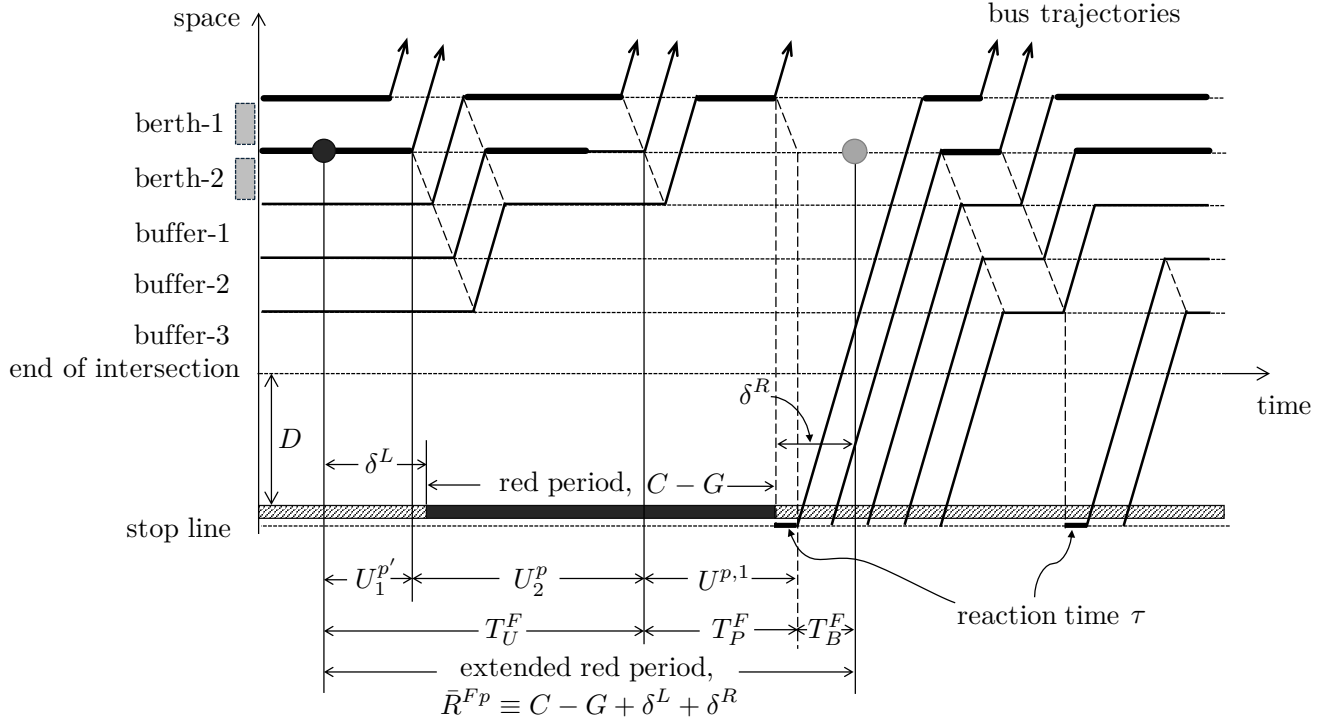 space
bus trajectories
berth-1
berth-2
buffer-1
buffer-2
buffer-3
end of intersection
time
δ^R
D
δ^L
red period, C − G
stop line
U_1^{p'}
U_2^p
U^{p,1}
T_U^F
T_P^F
T_B^F
reaction time τ
extended red period,
R̄^{Fp} ≡ C − G + δ^L + δ^R